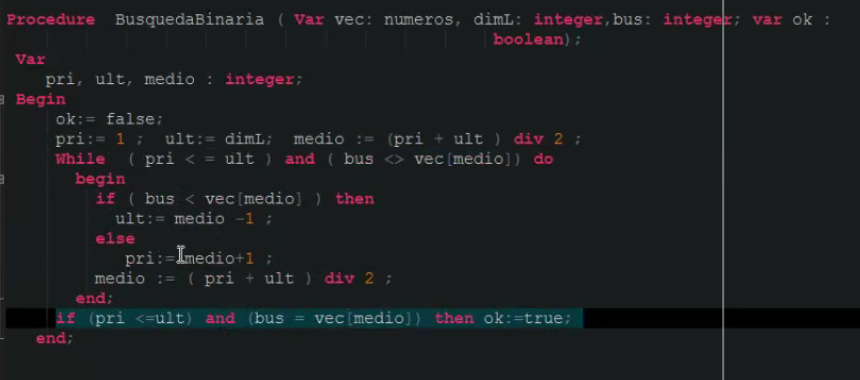 Procedure BusquedaBinaria ( Var vec: numeros, dimL: integer,bus: integer; var ok :
boolean);
Var
pri, ult, medio : integer;
Begin
ok:= false;
pri:= 1 ; ult:= dimL; medio := (pri + ult ) div 2 ;
While ( pri < = ult ) and ( bus <> vec[medio]) do
begin
if ( bus < vec[medio] ) then
ult:= medio -1 ;
else
pri:= medio+1 ;
medio := ( pri + ult ) div 2 ;
end;
if (pri <=ult) and (bus = vec[medio]) then ok:=true;
end;